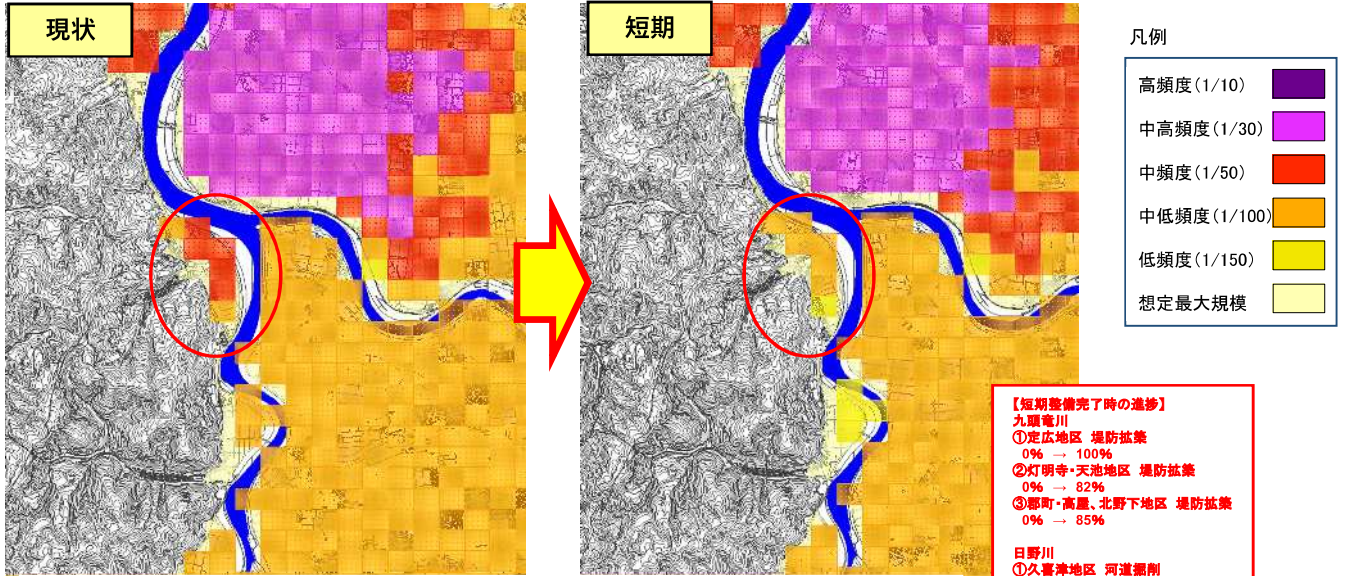 現状
短期
凡例
高頻度(1/10)
中高頻度(1/30)
中頻度(1/50)
中低頻度(1/100)
低頻度(1/150)
想定最大規模
【短期整備完了時の進捗】
九頭竜川
①定広地区 堤防拡築
0% → 100%
②灯明寺・天池地区 堤防拡築
0% → 82%
③郡町・高屋、北野下地区 堤防拡築
0% → 85%
日野川
①久喜津地区 河道掘削